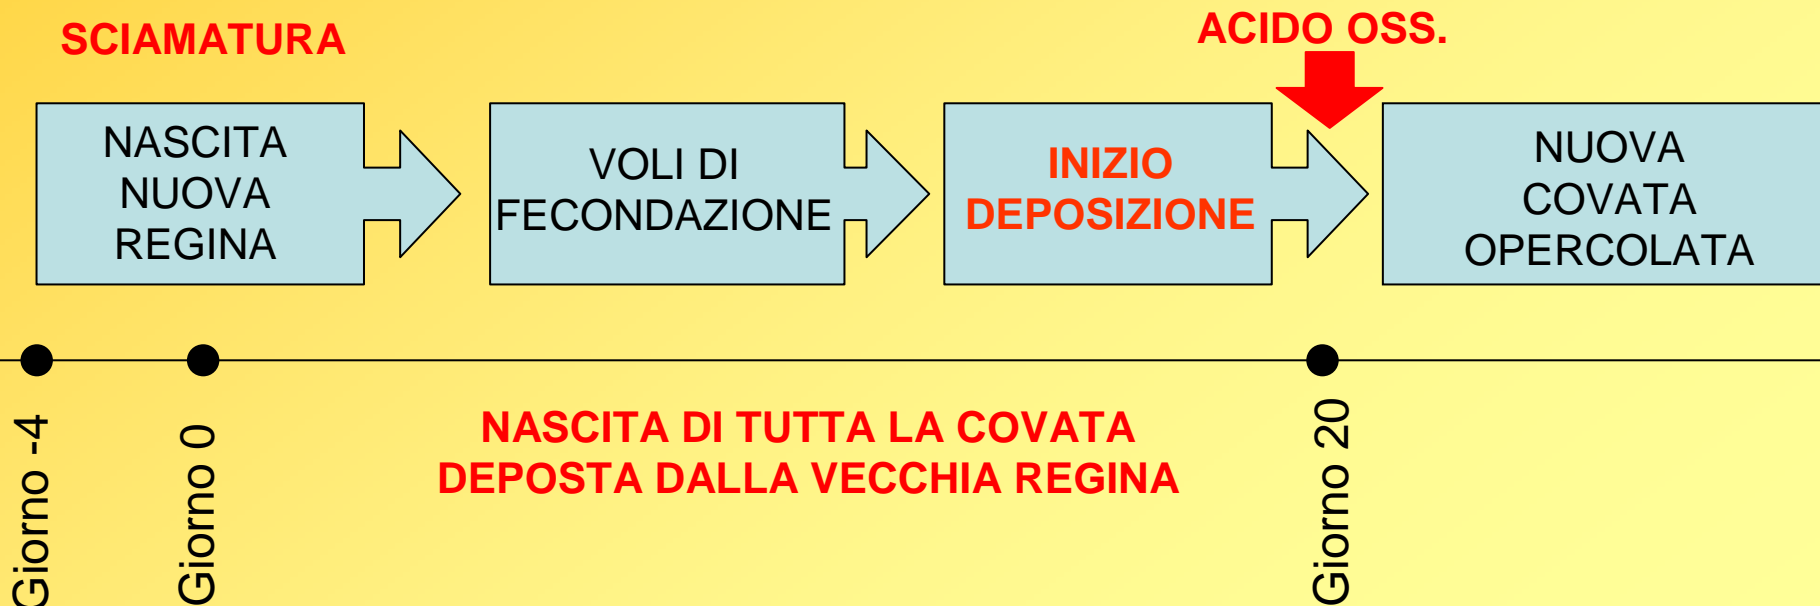 SCIAMATURA
ACIDO OSS.
NASCITA
NUOVA
REGINA
VOLI DI
FECONDAZIONE
INIZIO
DEPOSIZIONE
NUOVA
COVATA
OPERCOLATA
Giorno -4
Giorno 0
NASCITA DI TUTTA LA COVATA
DEPOSTA DALLA VECCHIA REGINA
Giorno 20